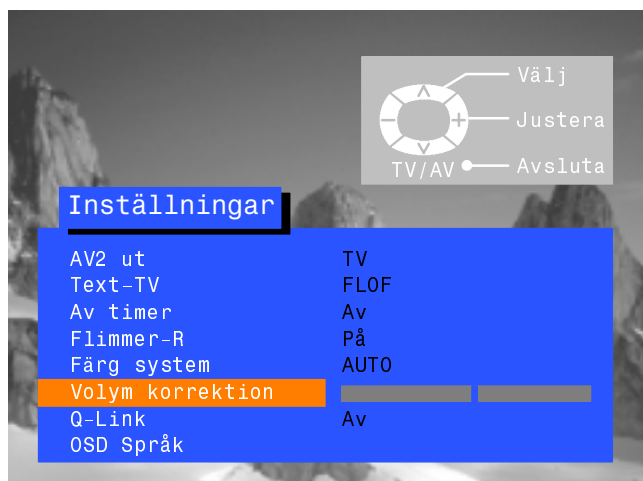 Välj
Justera
TV/AV Avsluta
Inställningar
AV2 ut TV
Text-TV FLOF
Av timer Av
Flimmer-R På
Färg system AUTO
Volym korrektion
Q-Link Av
OSD Språk